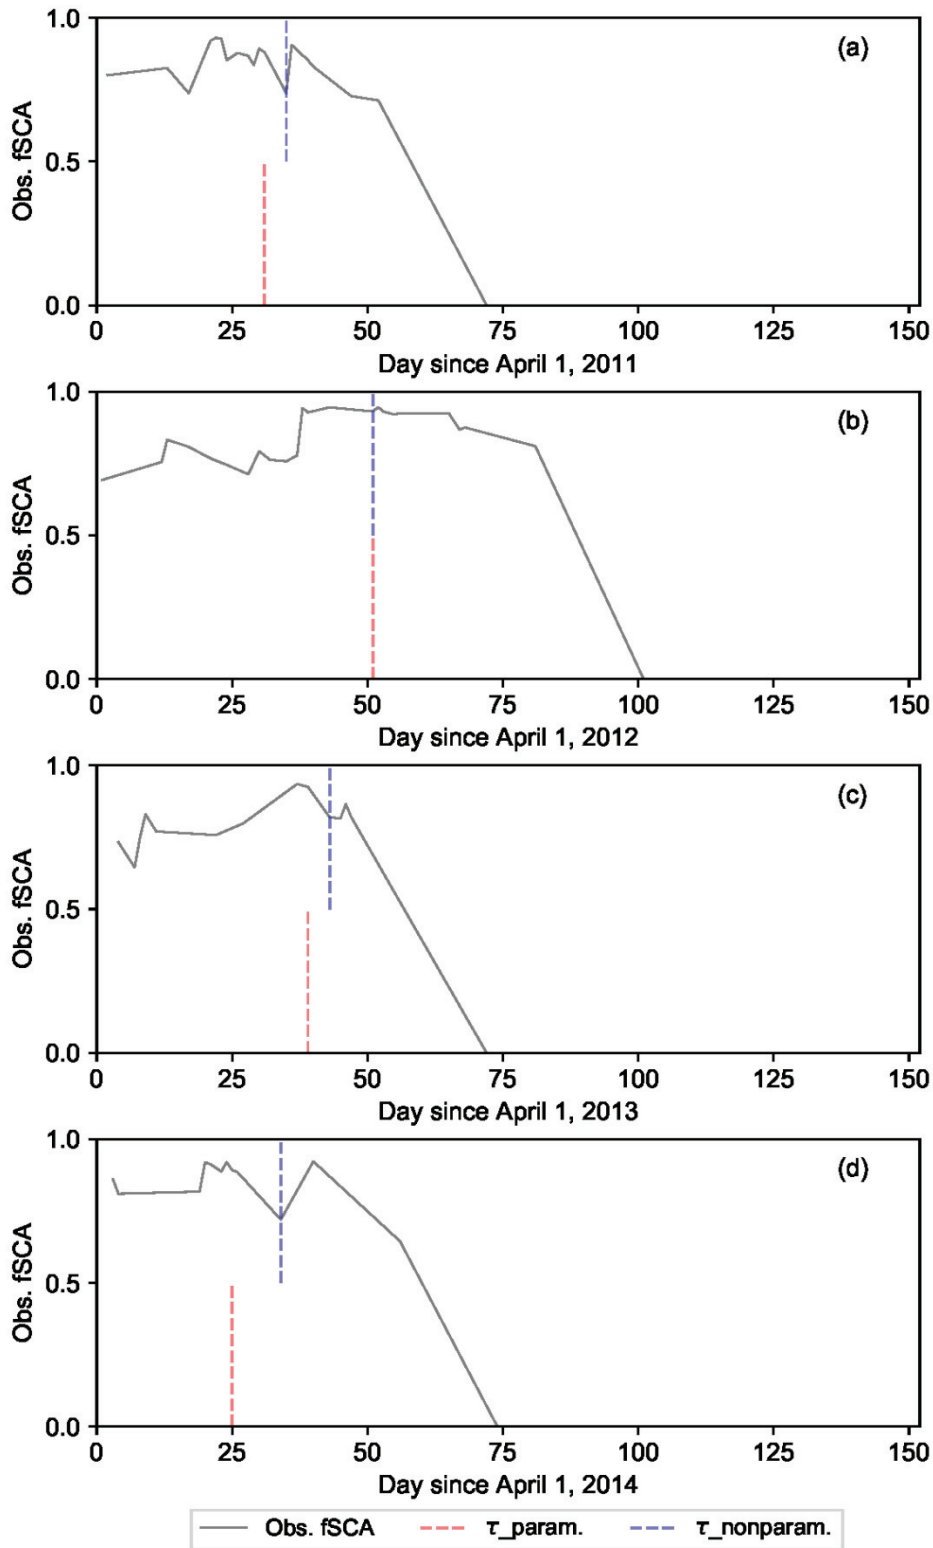 1.0
(a)
Obs. fSCA
0.5
0.0
0 25 50 75 100 125 150
Day since April 1, 2011
1.0
(b)
Obs. fSCA
0.5
0.0
0 25 50 75 100 125 150
Day since April 1, 2012
1.0
(c)
Obs. fSCA
0.5
0.0
0 25 50 75 100 125 150
Day since April 1, 2013
1.0
(d)
Obs. fSCA
0.5
0.0
0 25 50 75 100 125 150
Day since April 1, 2014
Obs. fSCA τ_param. τ_nonparam.